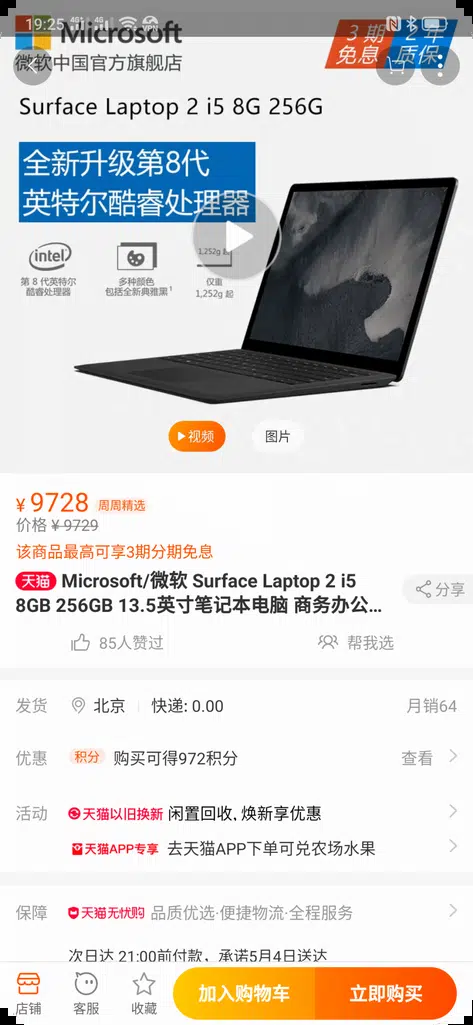 19:25 4G 4G VPN
Microsoft
微软中国官方旗舰店
3期 2年
免息 质保
Surface Laptop 2 i5 8G 256G
全新升级第8代
英特尔酷睿处理器
intel 1,252g 起
第 8 代英特尔 多种颜色 仅重
酷睿处理器 包括全新典雅黑¹ 1,252g 起
视频 图片
¥9728 周周精选
价格 ¥9729
该商品最高可享3期分期免息
天猫 Microsoft/微软 Surface Laptop 2 i5
8GB 256GB 13.5英寸笔记本电脑 商务办公...
分享
85人赞过 帮我选
发货 北京 快递: 0.00 月销64
优惠 积分 购买可得972积分 查看
活动 天猫以旧换新 闲置回收, 焕新享优惠
天猫APP专享 去天猫APP下单可兑农场水果
保障 天猫无忧购 品质优选·便捷物流·全程服务
次日达 21:00前付款，承诺5月4日送达
店铺 客服 收藏 加入购物车 立即购买